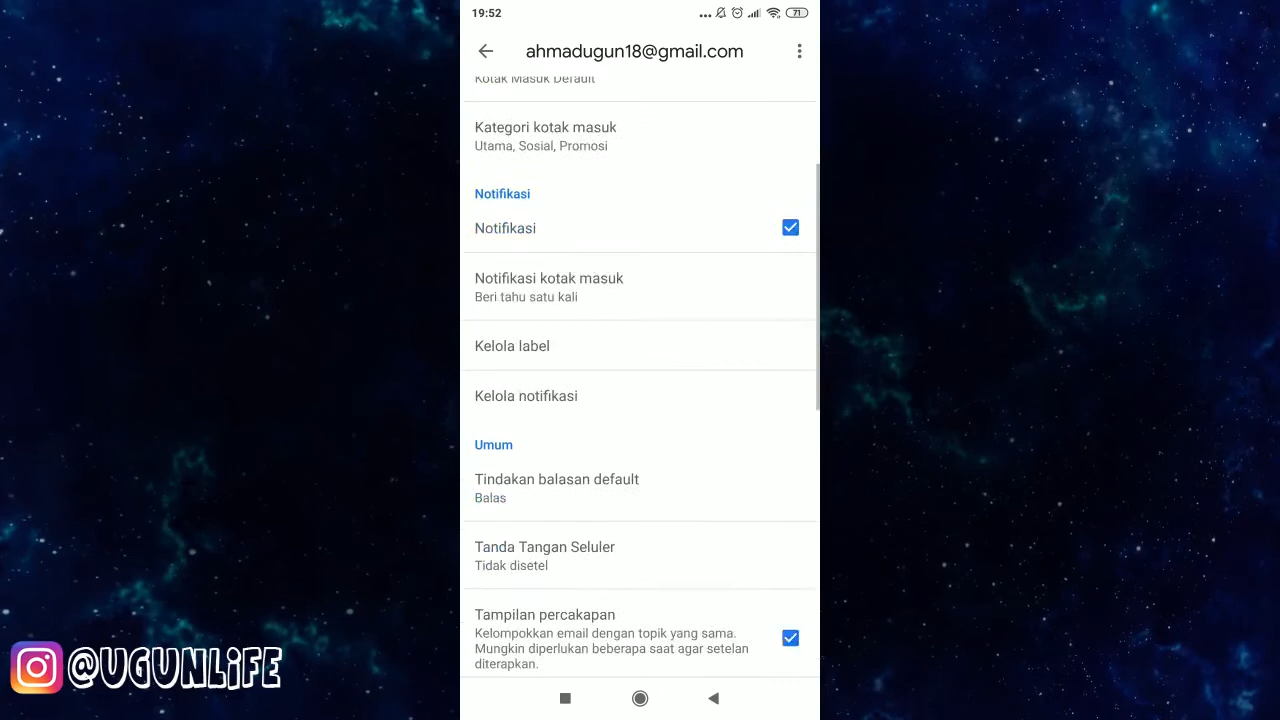 19:52
71
ahmadugun18@gmail.com
Kotak Masuk Default
Kategori kotak masuk
Utama, Sosial, Promosi
Notifikasi
Notifikasi
Notifikasi kotak masuk
Beri tahu satu kali
Kelola label
Kelola notifikasi
Umum
Tindakan balasan default
Balas
Tanda Tangan Seluler
Tidak disetel
Tampilan percakapan
Kelompokkan email dengan topik yang sama.
Mungkin diperlukan beberapa saat agar setelan
diterapkan.
@UGUNLiFE